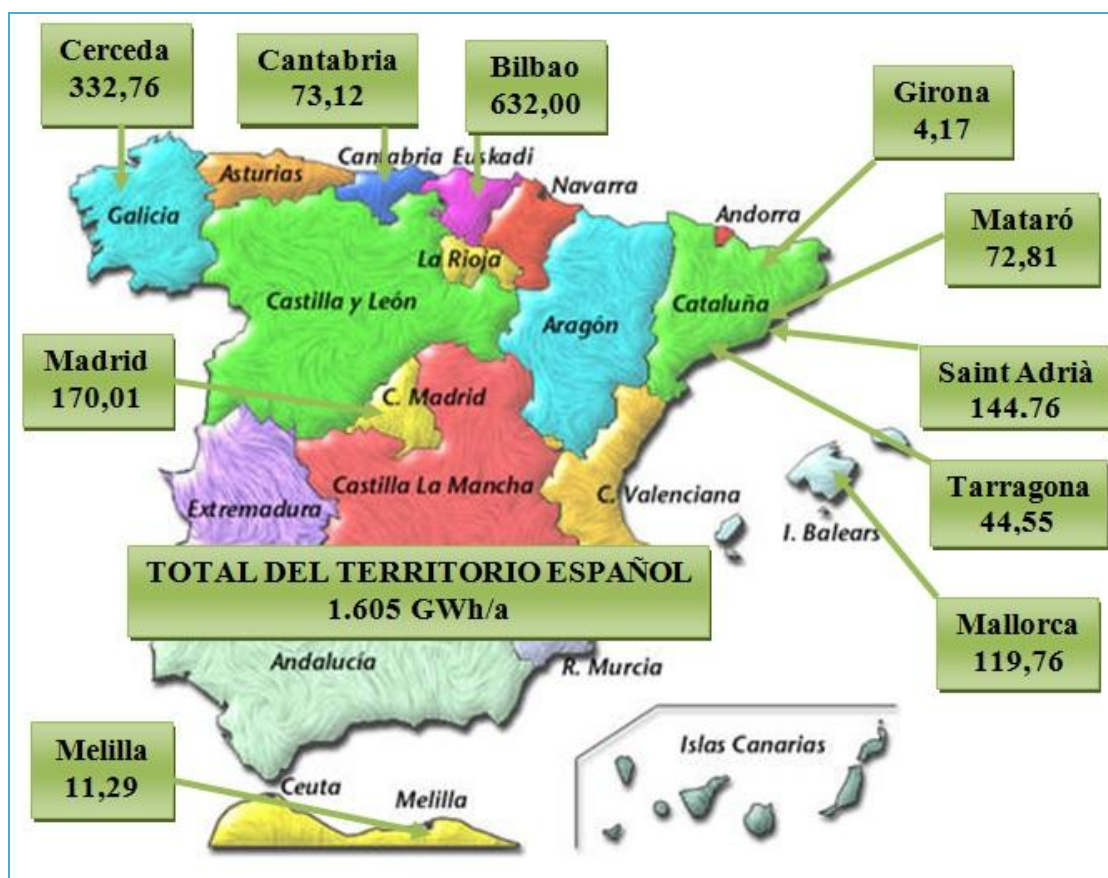 Cerceda
332,76
Cantabria
73,12
Bilbao
632,00
Girona
4,17
Cantabria Euskadi
Asturias
Navarra
Galicia
Andorra
Mataró
72,81
La Rioja
Castilla y León
Cataluña
Aragón
Madrid
170,01
Saint Adrià
144.76
C. Madrid
Castilla La Mancha
Extremadura
C. Valenciana
I. Balears
Tarragona
44,55
TOTAL DEL TERRITORIO ESPAÑOL
1.605 GWh/a
Mallorca
119,76
Andalucía
R. Murcia
Melilla
11,29
Islas Canarias
Ceuta
Melilla